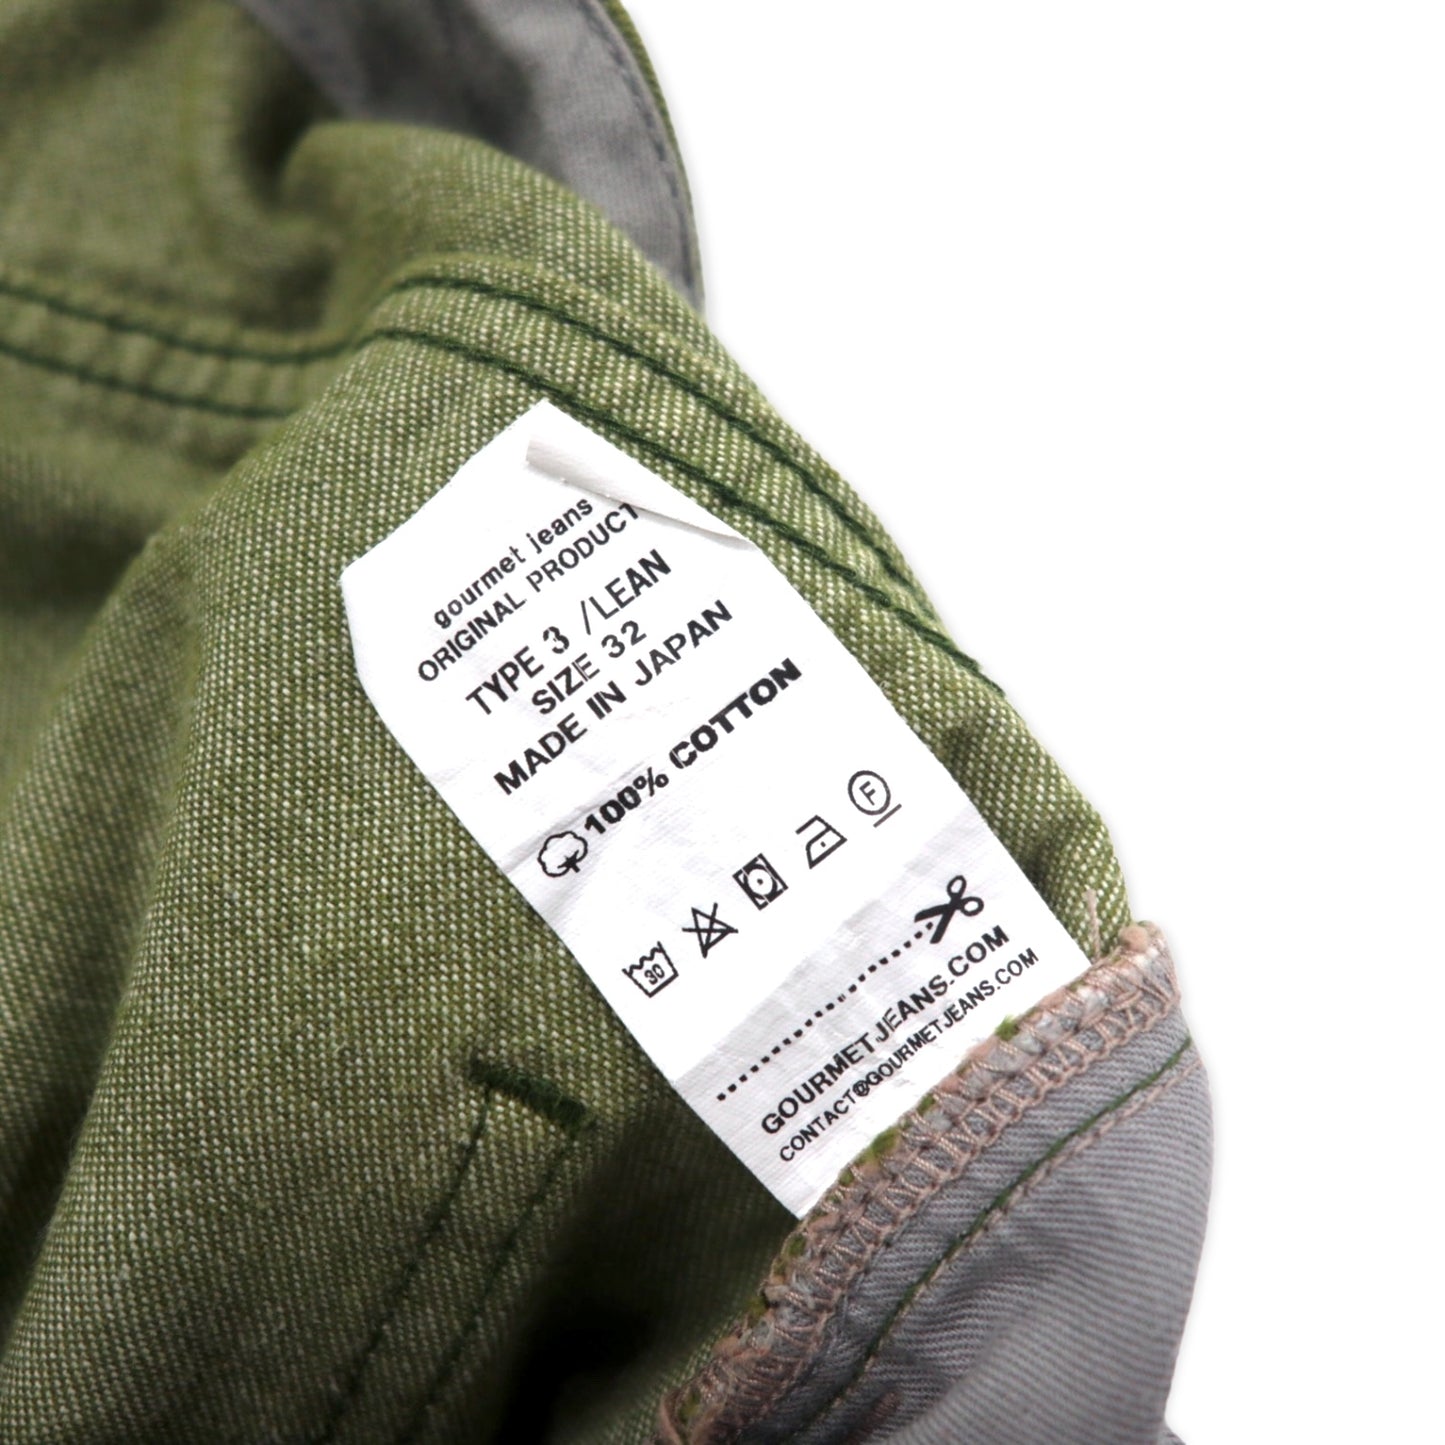 gourmet jeans
ORIGINAL PRODUCT
TYPE 3 /LEAN
SIZE 32
MADE IN JAPAN
100% COTTON
30
F
GOURMETJEANS.COM
CONTACT@GOURMETJEANS.COM